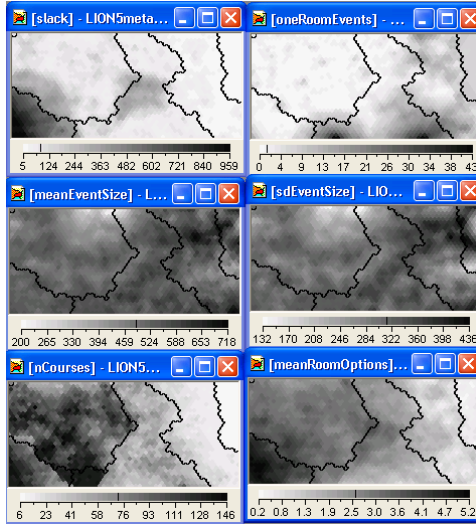 [slack] - LION5meta...
[oneRoomEvents] - ...
5 124 244 363 482 602 721 840 959
0 4 9 13 17 21 26 30 34 38 43
[meanEventSize] - L...
[sdEventSize] - LIO...
200 265 330 394 459 524 588 653 718
132 170 208 246 284 322 360 398 436
[nCourses] - LION5...
[meanRoomOptions]...
6 23 41 58 76 93 111 128 146
0.2 0.8 1.3 1.9 2.5 3.0 3.6 4.1 4.7 5.2